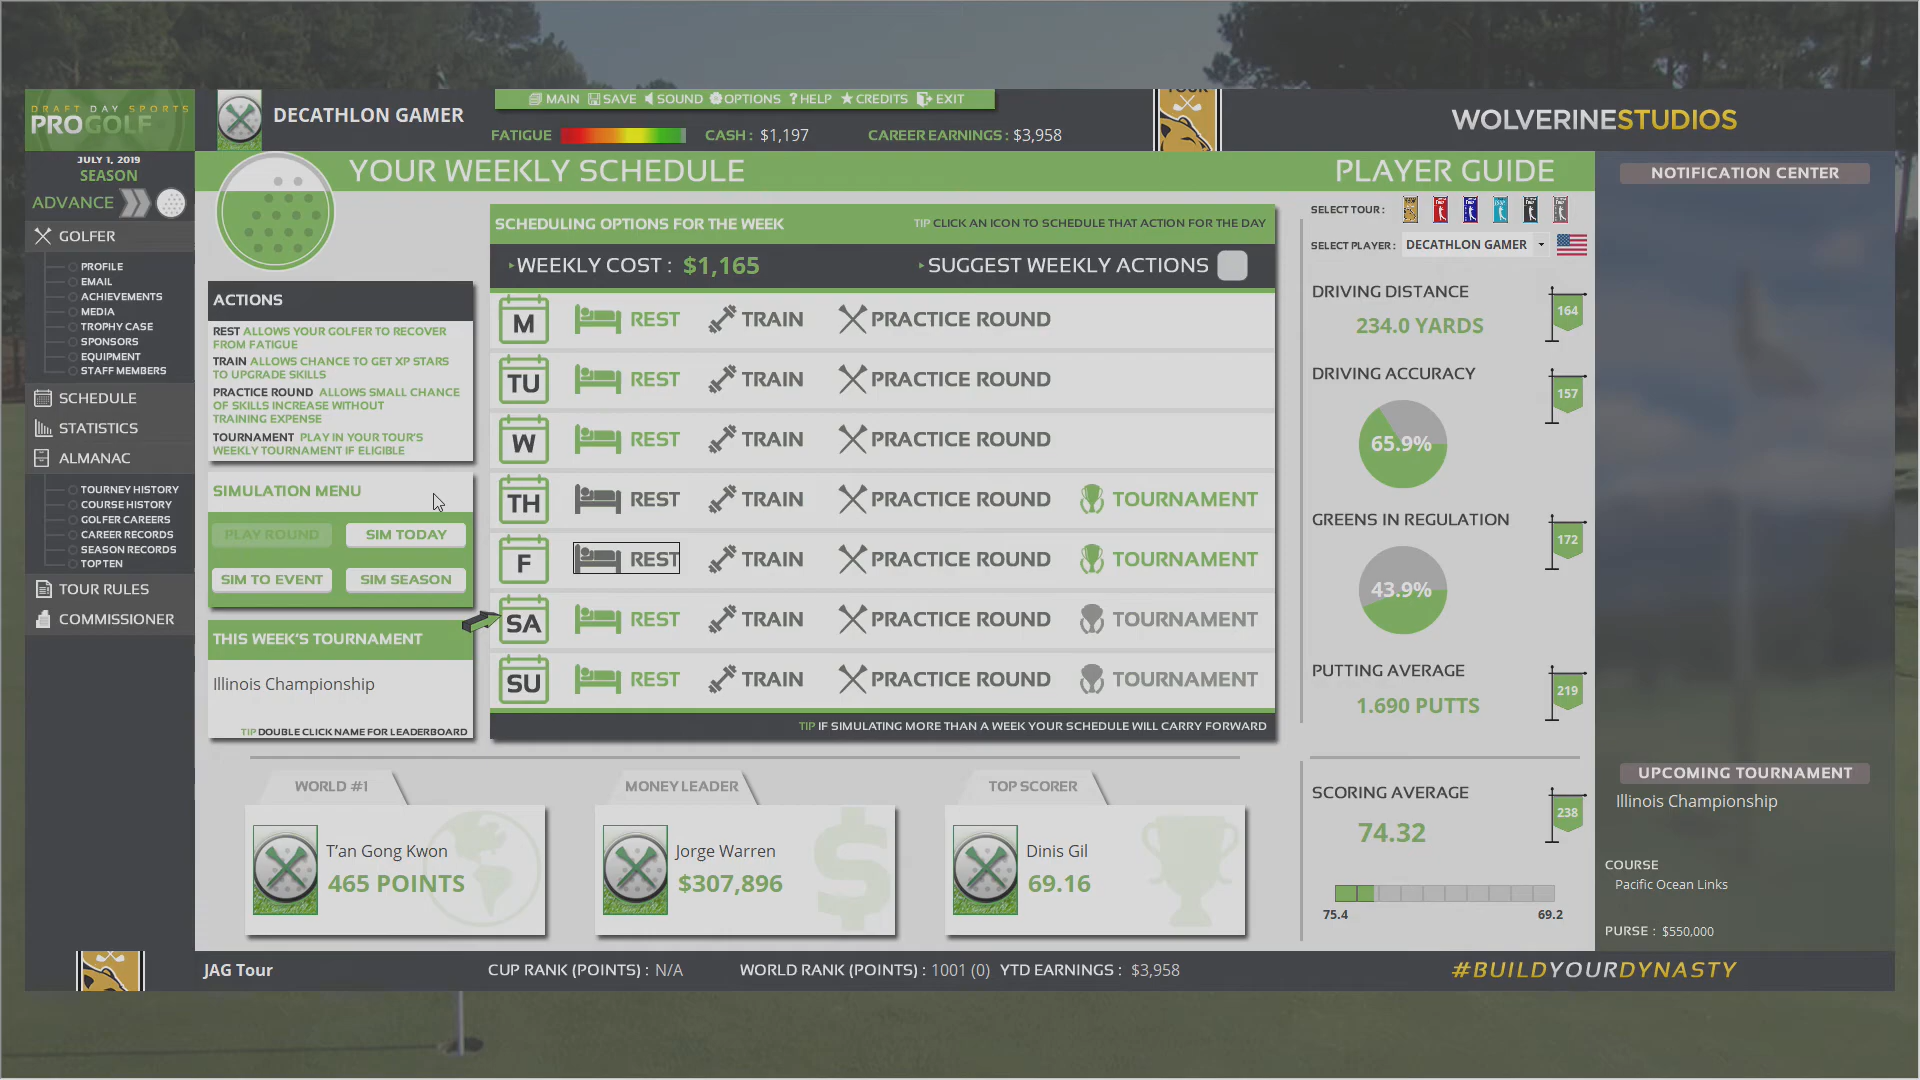 DRAFT DAY SPORTS
PROGOLF
DECATHLON GAMER
MAIN SAVE SOUND OPTIONS ? HELP CREDITS EXIT
FATIGUE CASH : $1,197 CAREER EARNINGS : $3,958
WOLVERINESTUDIOS
JULY 1, 2019
SEASON
ADVANCE
GOLFER
PROFILE
EMAIL
ACHIEVEMENTS
MEDIA
TROPHY CASE
SPONSORS
EQUIPMENT
STAFF MEMBERS
SCHEDULE
STATISTICS
ALMANAC
TOURNEY HISTORY
COURSE HISTORY
GOLFER CAREERS
CAREER RECORDS
SEASON RECORDS
TOP TEN
TOUR RULES
COMMISSIONER
YOUR WEEKLY SCHEDULE
ACTIONS
REST ALLOWS YOUR GOLFER TO RECOVER
FROM FATIGUE
TRAIN ALLOWS CHANCE TO GET XP STARS
TO UPGRADE SKILLS
PRACTICE ROUND ALLOWS SMALL CHANCE
OF SKILLS INCREASE WITHOUT
TRAINING EXPENSE
TOURNAMENT PLAY IN YOUR TOUR'S
WEEKLY TOURNAMENT IF ELIGIBLE
SIMULATION MENU
PLAY ROUND SIM TODAY
SIM TO EVENT SIM SEASON
THIS WEEK'S TOURNAMENT
Illinois Championship
TIP DOUBLE CLICK NAME FOR LEADERBOARD
SCHEDULING OPTIONS FOR THE WEEK TIP CLICK AN ICON TO SCHEDULE THAT ACTION FOR THE DAY
WEEKLY COST : $1,165 SUGGEST WEEKLY ACTIONS
M REST TRAIN PRACTICE ROUND
TU REST TRAIN PRACTICE ROUND
W REST TRAIN PRACTICE ROUND
TH REST TRAIN PRACTICE ROUND TOURNAMENT
F REST TRAIN PRACTICE ROUND TOURNAMENT
SA REST TRAIN PRACTICE ROUND TOURNAMENT
SU REST TRAIN PRACTICE ROUND TOURNAMENT
TIP IF SIMULATING MORE THAN A WEEK YOUR SCHEDULE WILL CARRY FORWARD
WORLD #1
T'an Gong Kwon
465 POINTS
MONEY LEADER
Jorge Warren
$307,896
TOP SCORER
Dinis Gil
69.16
PLAYER GUIDE
SELECT TOUR :
SELECT PLAYER : DECATHLON GAMER
DRIVING DISTANCE
234.0 YARDS
164
DRIVING ACCURACY
65.9%
157
GREENS IN REGULATION
43.9%
172
PUTTING AVERAGE
1.690 PUTTS
219
SCORING AVERAGE
74.32
238
75.4 69.2
NOTIFICATION CENTER
UPCOMING TOURNAMENT
Illinois Championship
COURSE
Pacific Ocean Links
PURSE : $550,000
JAG Tour CUP RANK (POINTS) : N/A WORLD RANK (POINTS) : 1001 (0) YTD EARNINGS : $3,958
#BUILDYOURDYNASTY